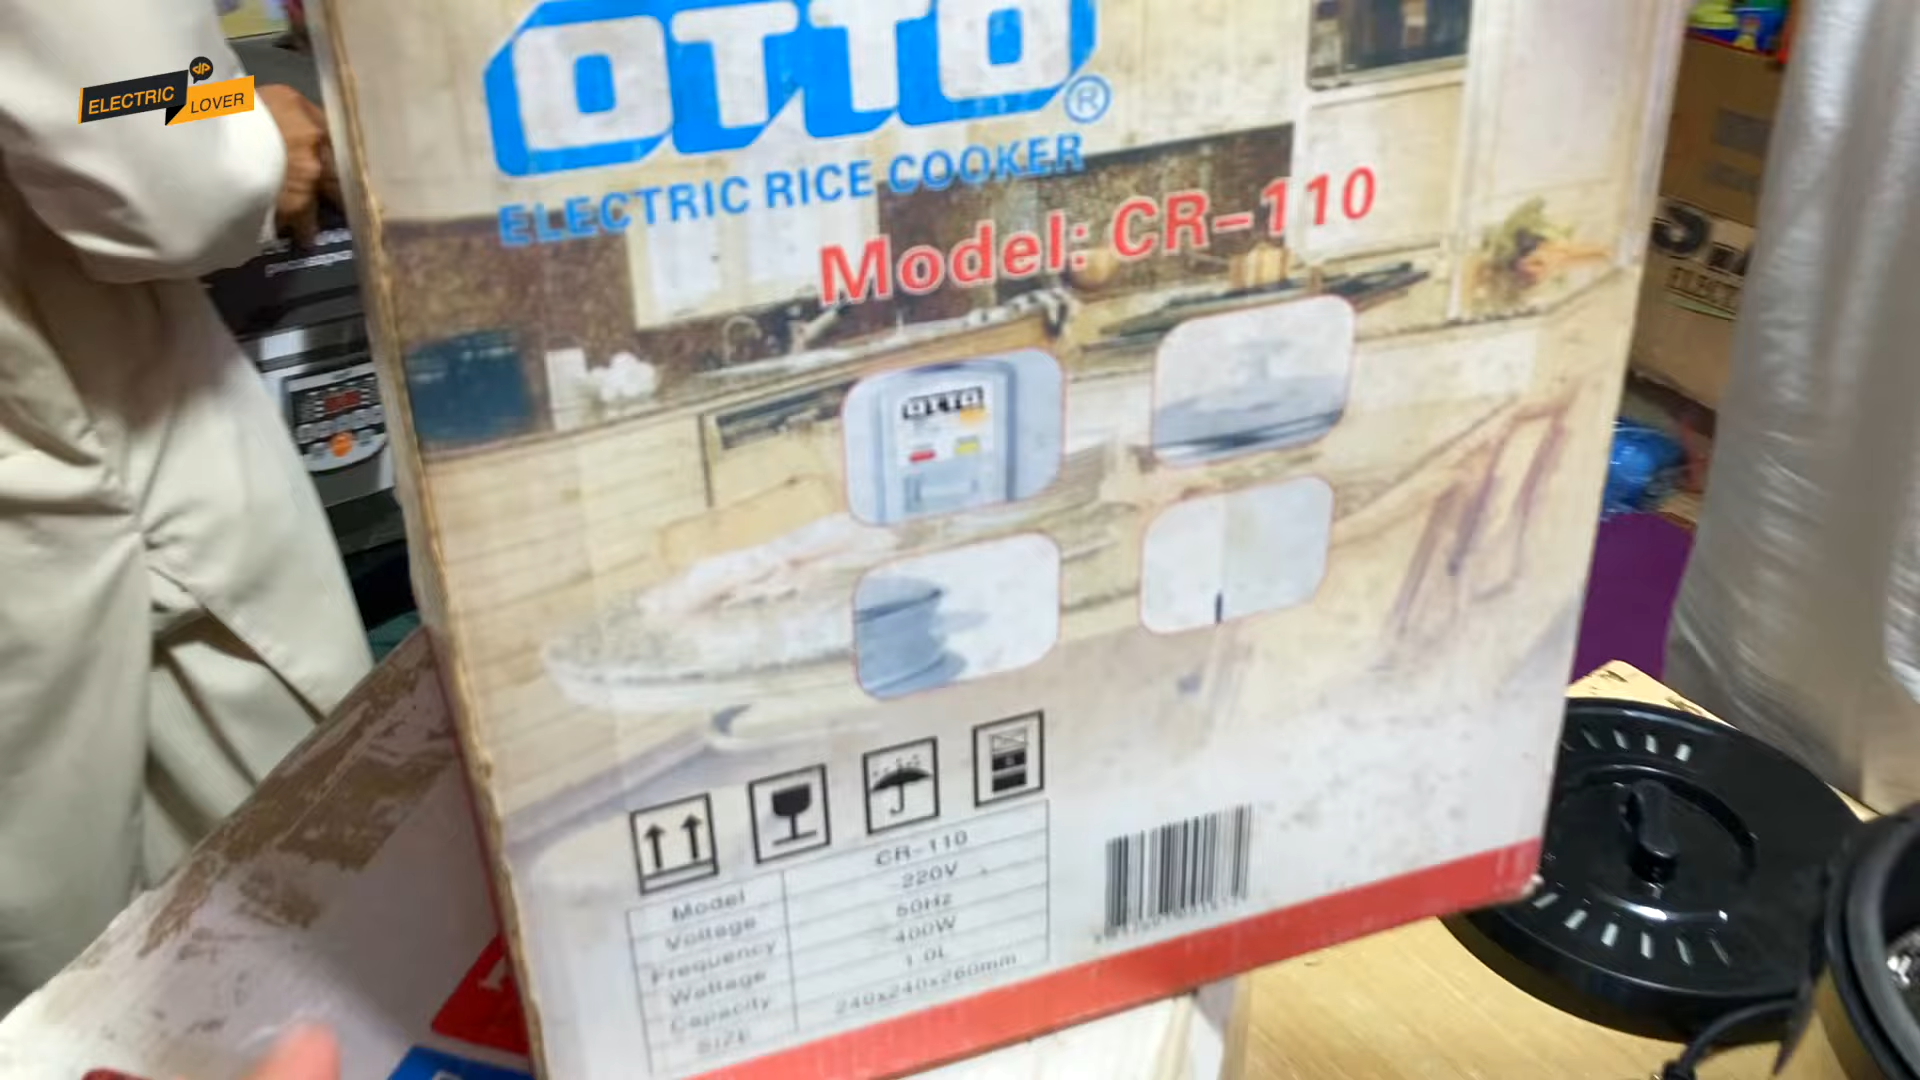 ELECTRIC
LOVER
OTTO®
ELECTRIC RICE COOKER
Model: CR-110
OTTO
Model CR-110
Voltage 220V
Frequency 50Hz
Wattage 400W
Capacity 1.0L
SIZE 240x240x260mm